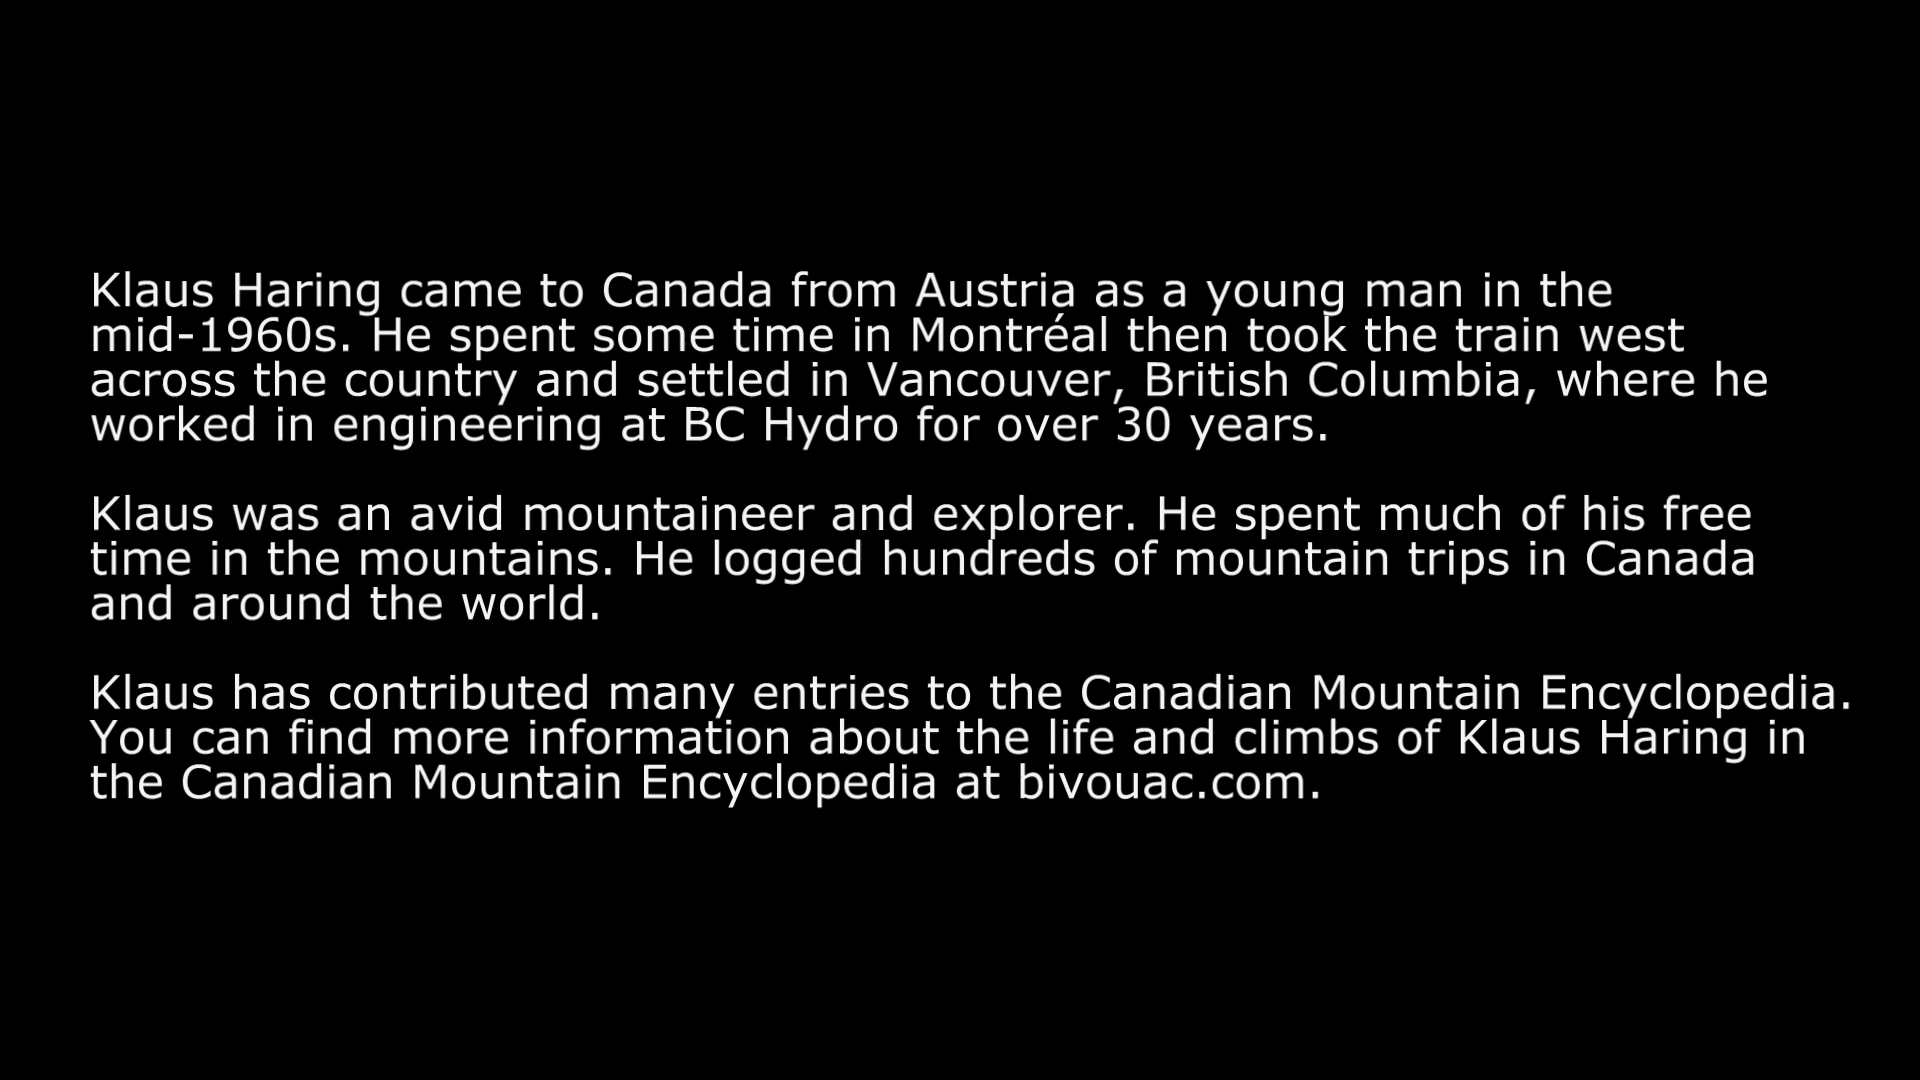 Klaus Haring came to Canada from Austria as a young man in the
mid-1960s. He spent some time in Montréal then took the train west
across the country and settled in Vancouver, British Columbia, where he
worked in engineering at BC Hydro for over 30 years.
Klaus was an avid mountaineer and explorer. He spent much of his free
time in the mountains. He logged hundreds of mountain trips in Canada
and around the world.
Klaus has contributed many entries to the Canadian Mountain Encyclopedia.
You can find more information about the life and climbs of Klaus Haring in
the Canadian Mountain Encyclopedia at bivouac.com.